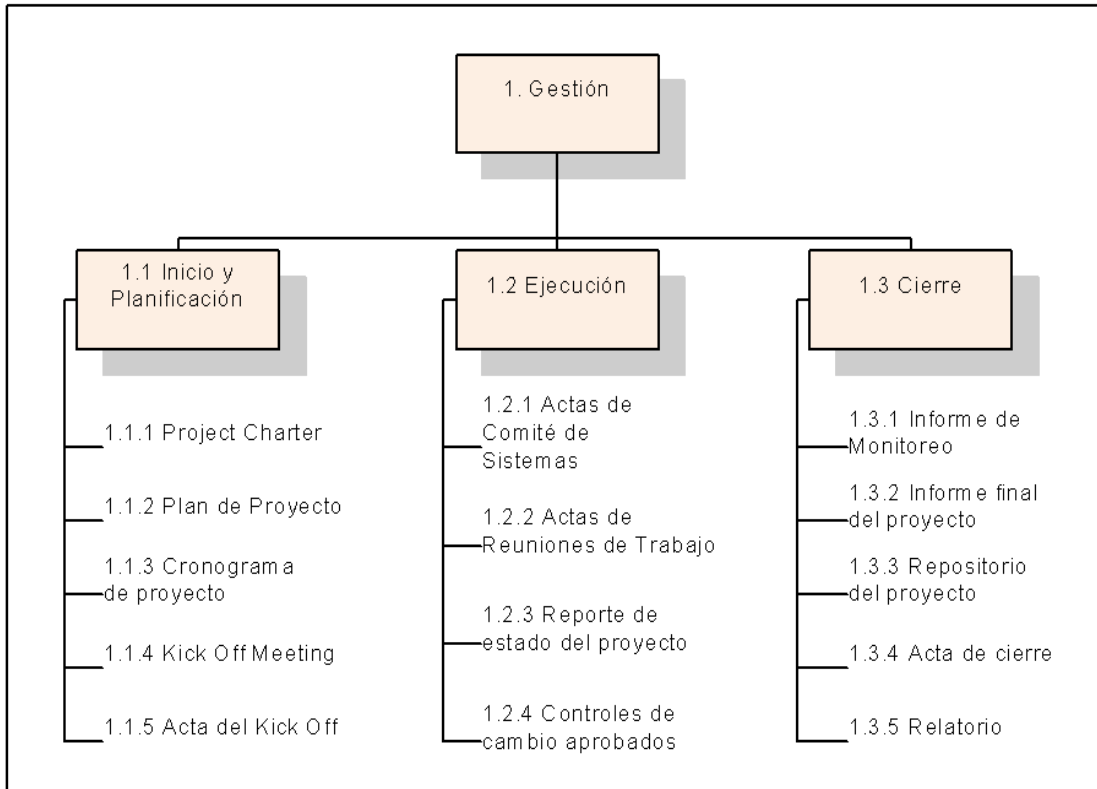 1. Gestión
1.1 Inicio y
Planificación
1.1.1 Project Charter
1.1.2 Plan de Proyecto
1.1.3 Cronograma
de proyecto
1.1.4 Kick Off Meeting
1.1.5 Acta del Kick Off
1.2 Ejecución
1.2.1 Actas de
Comité de
Sistemas
1.2.2 Actas de
Reuniones de Trabajo
1.2.3 Reporte de
estado del proyecto
1.2.4 Controles de
cambio aprobados
1.3 Cierre
1.3.1 Informe de
Monitoreo
1.3.2 Informe final
del proyecto
1.3.3 Repositorio
del proyecto
1.3.4 Acta de cierre
1.3.5 Relatorio